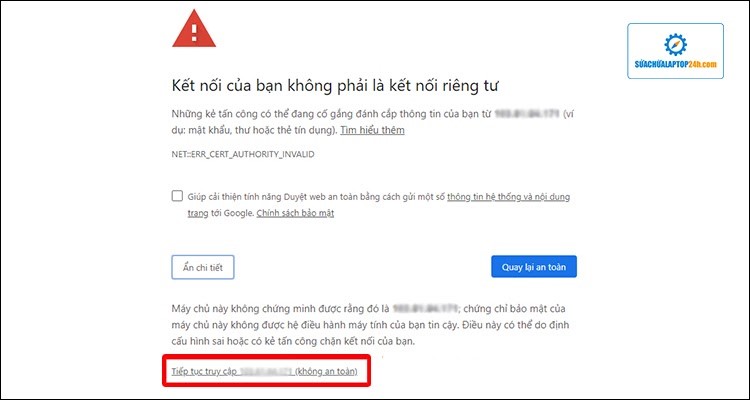 SỬACHỮALAPTOP24h.com
Kết nối của bạn không phải là kết nối riêng tư
Những kẻ tấn công có thể đang cố gắng đánh cắp thông tin của bạn từ (ví
dụ: mật khẩu, thư hoặc thẻ tín dụng). Tìm hiểu thêm
NET::ERR_CERT_AUTHORITY_INVALID
Giúp cải thiện tính năng Duyệt web an toàn bằng cách gửi một số thông tin hệ thống và nội dung
trang tới Google. Chính sách bảo mật
Ẩn chi tiết
Quay lại an toàn
Máy chủ này không chứng minh được rằng đó là ; chứng chỉ bảo mật của
máy chủ này không được hệ điều hành máy tính của bạn tin cậy. Điều này có thể do định
cấu hình sai hoặc có kẻ tấn công chặn kết nối của bạn.
Tiếp tục truy cập (không an toàn)